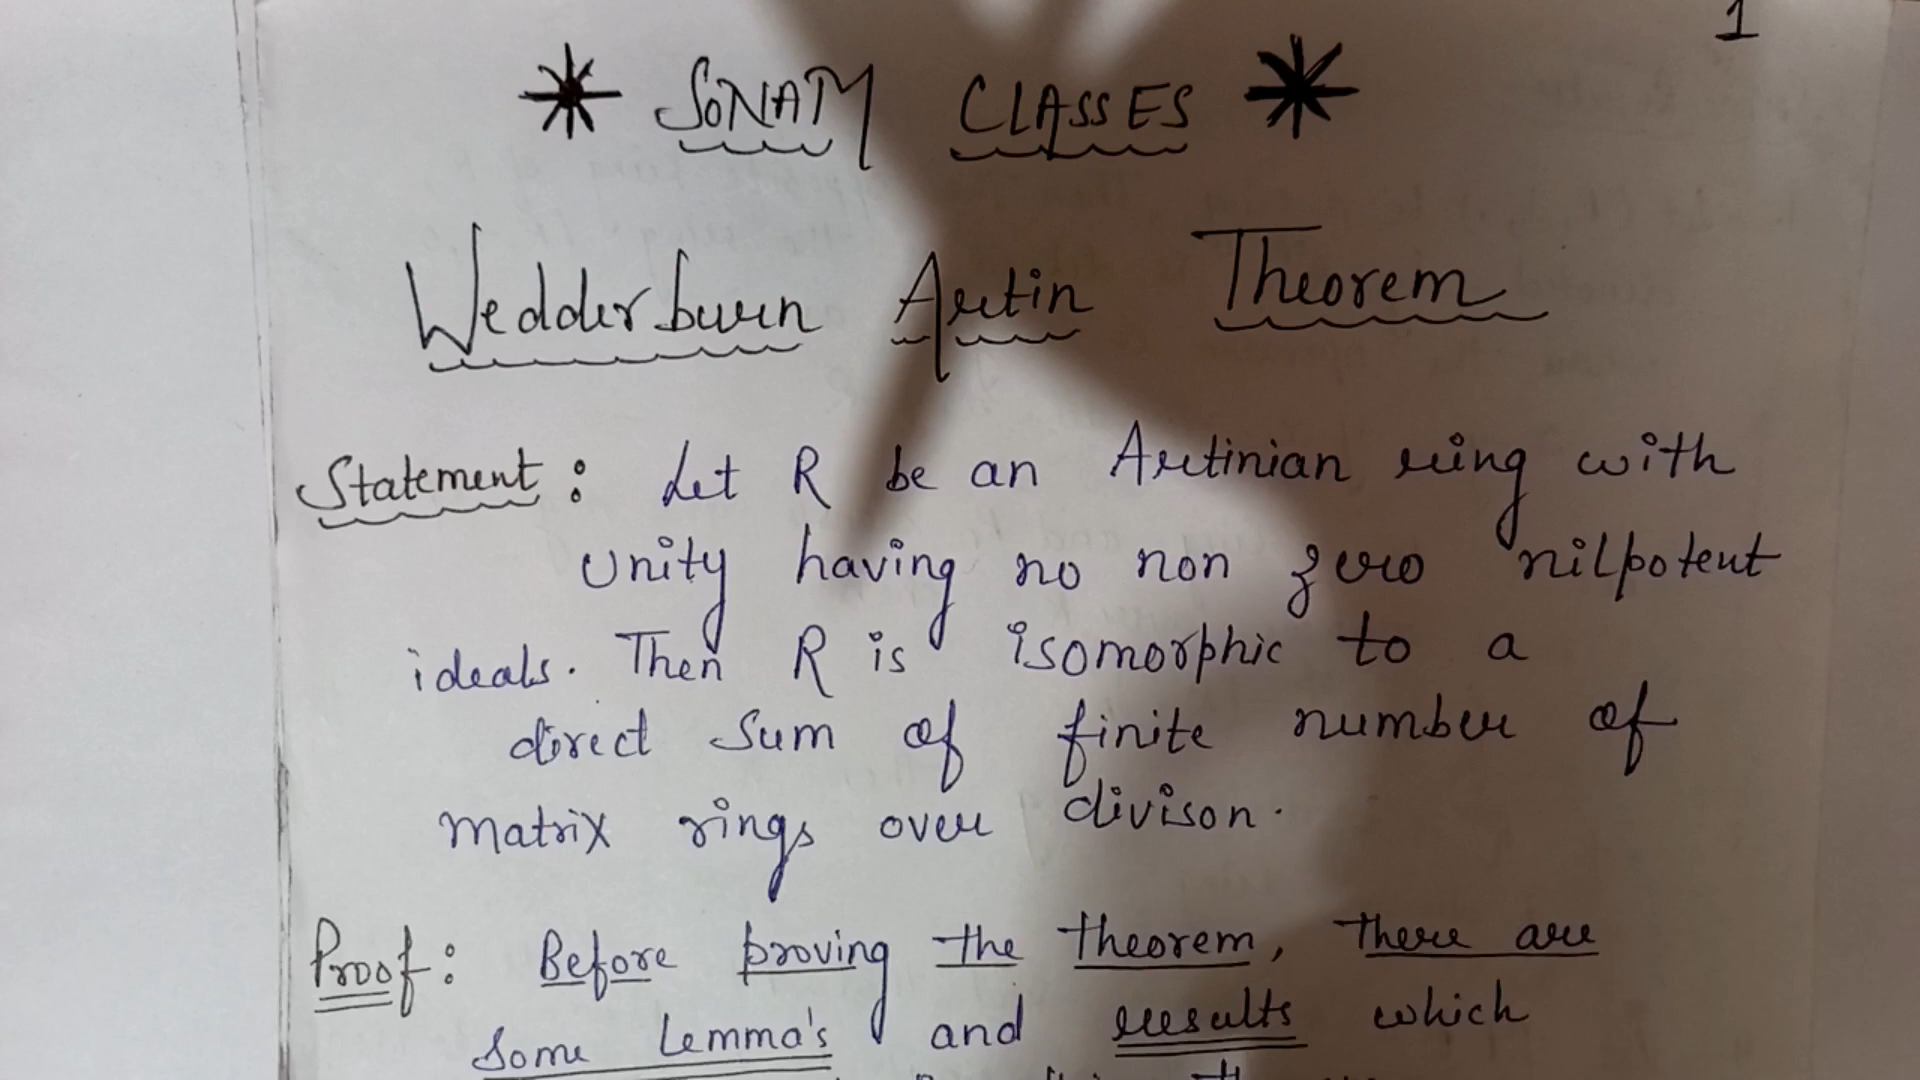 1
SONAM CLASSES
Wedderburn Artin Theorem
Statement : Let R be an Artinian ring with
unity having no non zero nilpotent
ideals. Then R is isomorphic to a
direct sum of finite number of
matrix rings over divison.
Proof : Before proving the theorem, there are
some Lemma's and results which